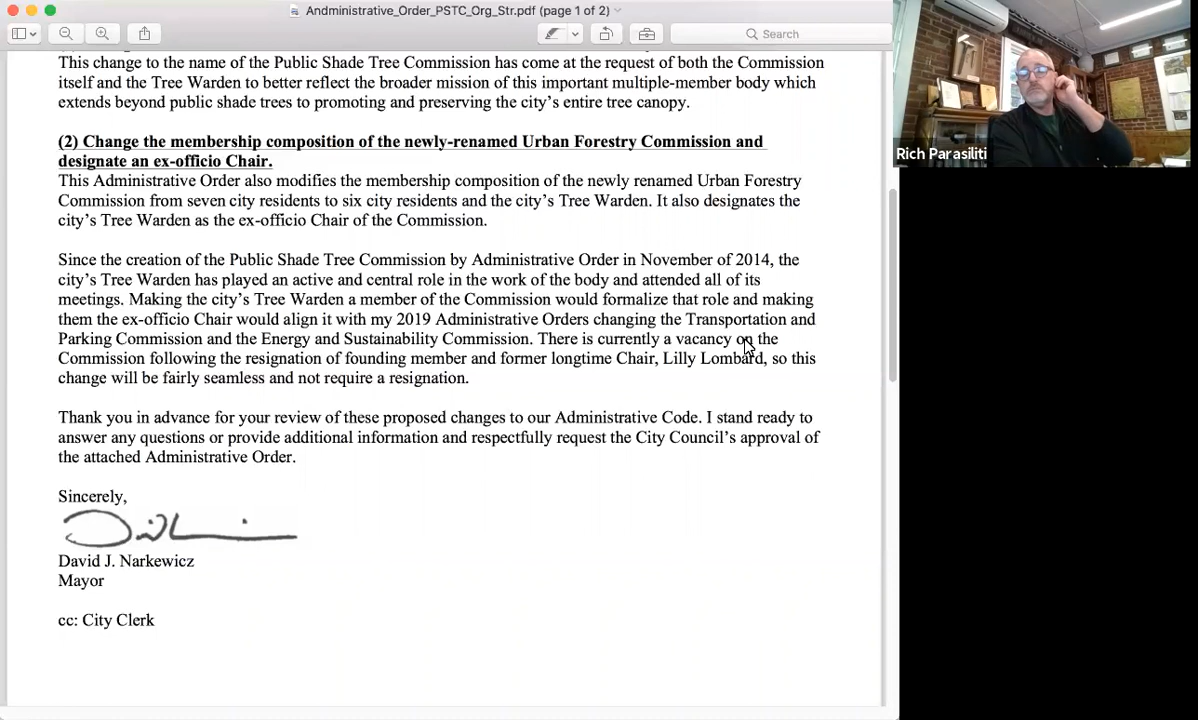 Andministrative_Order_PSTC_Org_Str.pdf (page 1 of 2)
Search
This change to the name of the Public Shade Tree Commission has come at the request of both the Commission
itself and the Tree Warden to better reflect the broader mission of this important multiple-member body which
extends beyond public shade trees to promoting and preserving the city's entire tree canopy.
(2) Change the membership composition of the newly-renamed Urban Forestry Commission and
designate an ex-officio Chair.
This Administrative Order also modifies the membership composition of the newly renamed Urban Forestry
Commission from seven city residents to six city residents and the city's Tree Warden. It also designates the
city's Tree Warden as the ex-officio Chair of the Commission.
Since the creation of the Public Shade Tree Commission by Administrative Order in November of 2014, the
city's Tree Warden has played an active and central role in the work of the body and attended all of its
meetings. Making the city's Tree Warden a member of the Commission would formalize that role and making
them the ex-officio Chair would align it with my 2019 Administrative Orders changing the Transportation and
Parking Commission and the Energy and Sustainability Commission. There is currently a vacancy on the
Commission following the resignation of founding member and former longtime Chair, Lilly Lombard, so this
change will be fairly seamless and not require a resignation.
Thank you in advance for your review of these proposed changes to our Administrative Code. I stand ready to
answer any questions or provide additional information and respectfully request the City Council's approval of
the attached Administrative Order.
Sincerely,
David J. Narkewicz
Mayor
cc: City Clerk
Rich Parasiliti